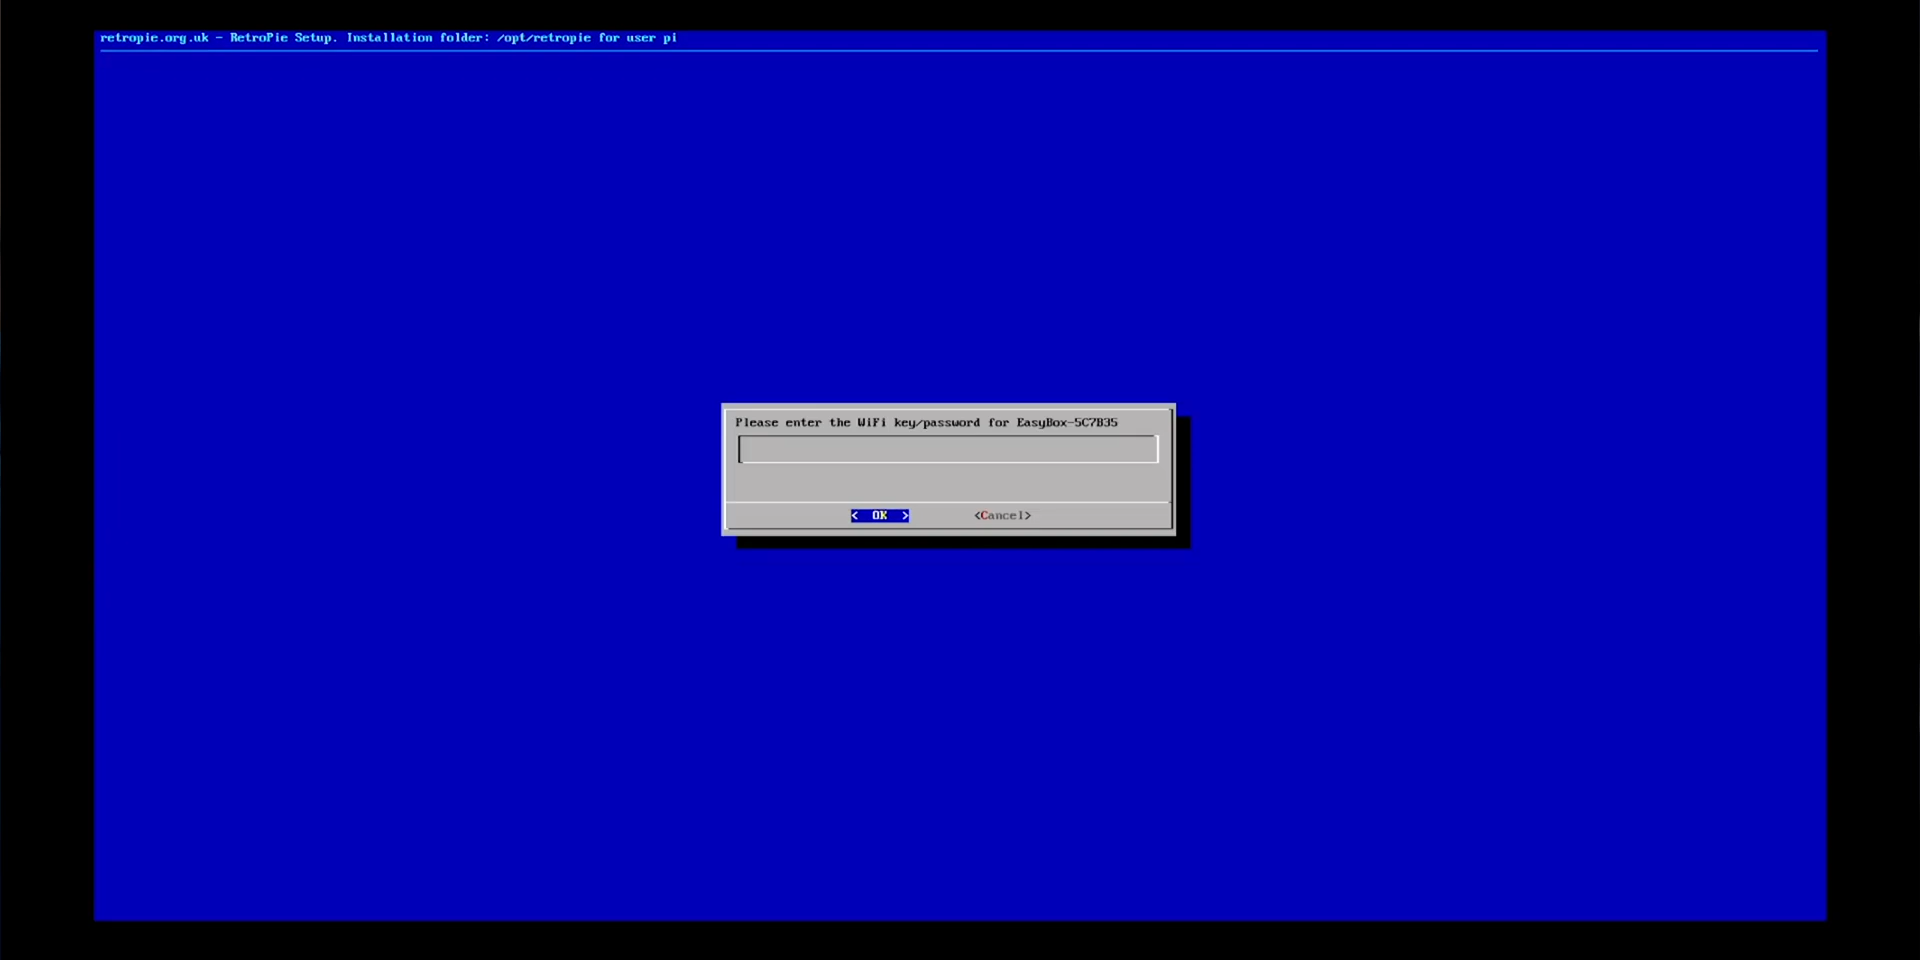 retropie.org.uk - RetroPie Setup. Installation folder: /opt/retropie for user pi
Please enter the WiFi key/password for EasyBox-5C7B35
< OK > <Cancel>